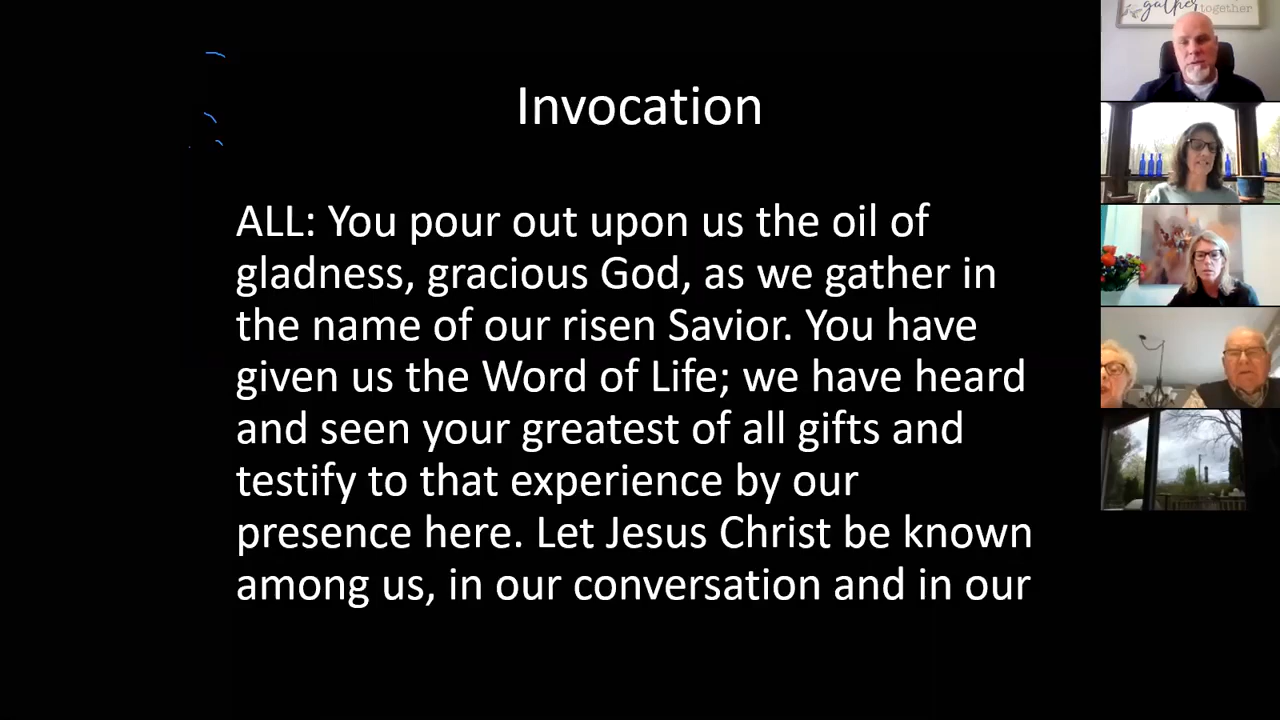 gather together
Invocation
ALL: You pour out upon us the oil of
gladness, gracious God, as we gather in
the name of our risen Savior. You have
given us the Word of Life; we have heard
and seen your greatest of all gifts and
testify to that experience by our
presence here. Let Jesus Christ be known
among us, in our conversation and in our